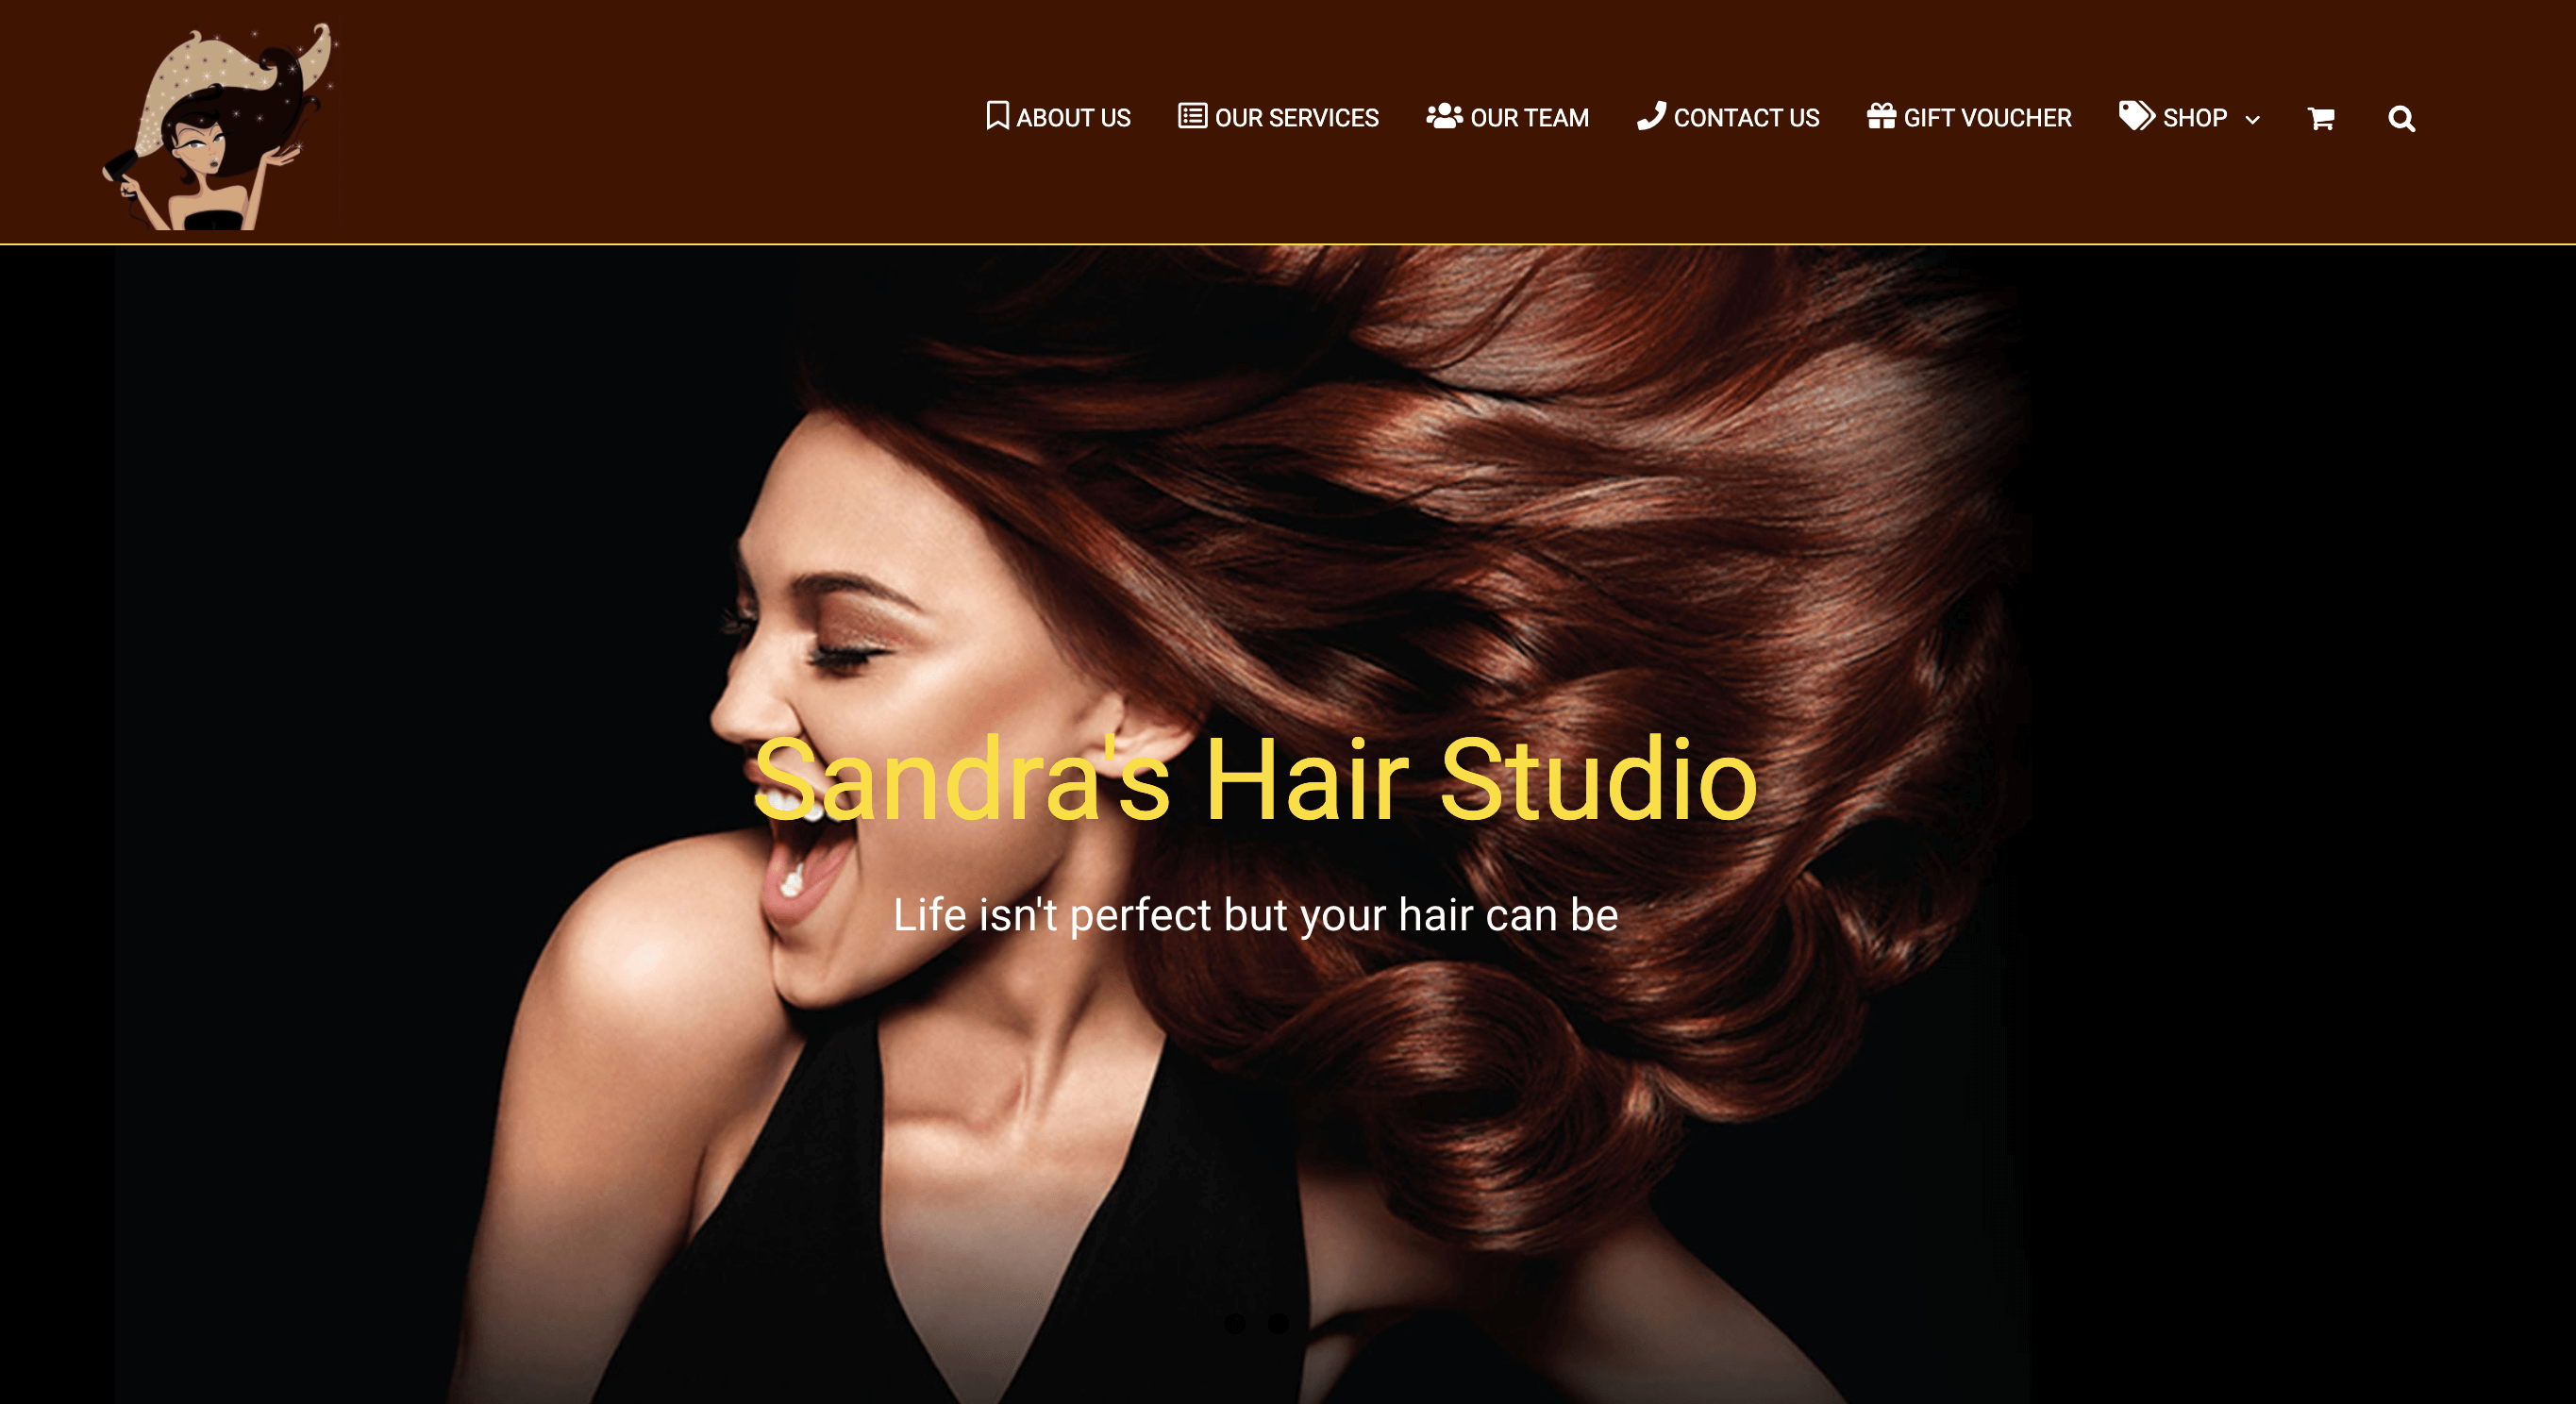 ABOUT US OUR SERVICES OUR TEAM CONTACT US GIFT VOUCHER SHOP
Sandra's Hair Studio
Life isn't perfect but your hair can be